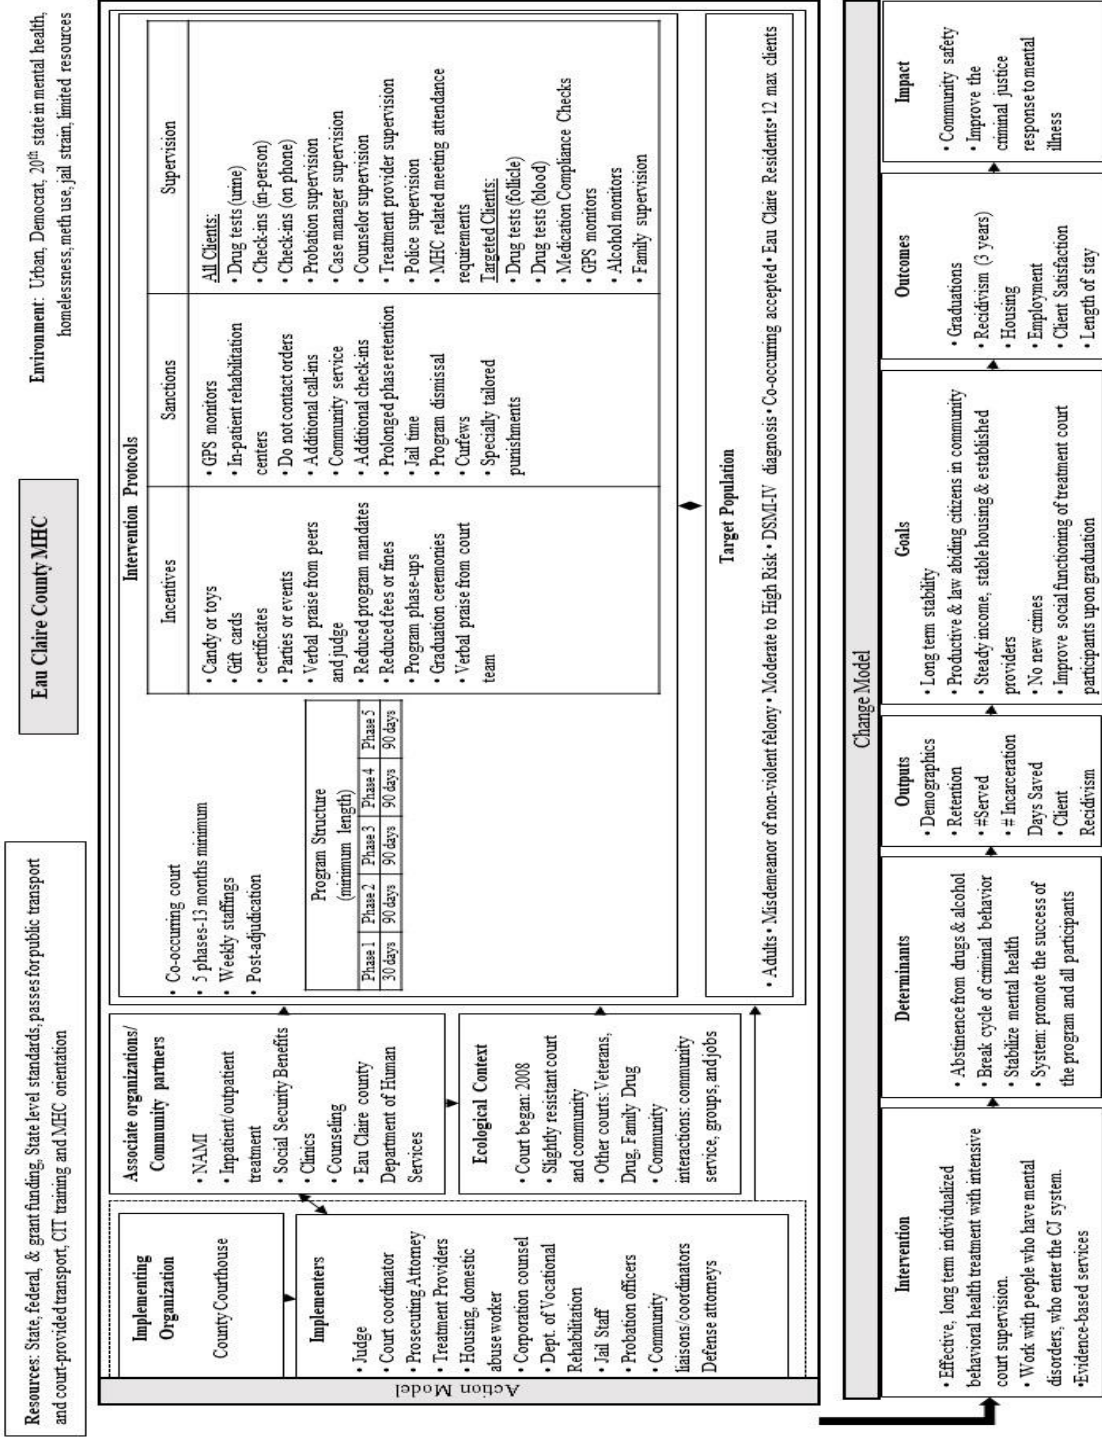 Resources: State, federal, & grant funding, State level standards, passes for public transport
and court-provided transport, CIT training and MHC orientation
Eau Claire County MHC
Environment: Urban, Democrat, 20th state in mental health,
homelessness, meth use, jail strain, limited resources
Action Model
Implementing
Organization
County Courthouse
Implementers
• Judge
• Court coordinator
• Prosecuting Attorney
• Treatment Providers
• Housing, domestic
abuse worker
• Corporation counsel
• Dept. of Vocational
Rehabilitation
• Jail Staff
• Probation officers
• Community
liaisons/coordinators
Defense attorneys
Associate organizations/
Community partners
• NAMI
• Inpatient/outpatient
treatment
• Social Security Benefits
• Clinics
• Counseling
• Eau Claire county
Department of Human
Services
Ecological Context
• Court began: 2008
• Slightly resistant court
and community
• Other courts: Veterans,
Drug, Family Drug
• Community
interactions: community
service, groups, and jobs
Intervention Protocols
• Co-occurring court
• 5 phases-13 months minimum
• Weekly staffings
• Post-adjudication
Program Structure
(minimum length)
Phase 1 Phase 2 Phase 3 Phase 4 Phase 5
30 days 90 days 90 days 90 days 90 days
Incentives
• Candy or toys
• Gift cards
• certificates
• Parties or events
• Verbal praise from peers
and judge
• Reduced program mandates
• Reduced fees or fines
• Program phase-ups
• Graduation ceremonies
• Verbal praise from court
team
Sanctions
• GPS monitors
• In-patient rehabilitation
centers
• Do not contact orders
• Additional call-ins
• Community service
• Additional check-ins
• Prolonged phase retention
• Jail time
• Program dismissal
• Curfews
• Specially tailored
punishments
Supervision
All Clients:
• Drug tests (urine)
• Check-ins (in-person)
• Check-ins (on phone)
• Probation supervision
• Case manager supervision
• Counselor supervision
• Treatment provider supervision
• Police supervision
• MHC related meeting attendance
requirements
Targeted Clients:
• Drug tests (follicle)
• Drug tests (blood)
• Medication Compliance Checks
• GPS monitors
• Alcohol monitors
• Family supervision
Target Population
• Adults • Misdemeanor of non-violent felony • Moderate to High Risk • DSMI-IV diagnosis • Co-occurring accepted • Eau Claire Residents • 12 max clients
Change Model
Intervention
• Effective, long term individualized
behavioral health treatment with intensive
court supervision.
• Work with people who have mental
disorders, who enter the CJ system.
•Evidence-based services
Determinants
• Abstinence from drugs & alcohol
• Break cycle of criminal behavior
• Stabilize mental health
• System: promote the success of
the program and all participants
Outputs
• Demographics
• Retention
• #Served
• # Incarceration
Days Saved
• Client
Recidivism
Goals
• Long term stability
• Productive & law abiding citizens in community
• Steady income, stable housing & established
providers
• No new crimes
• Improve social functioning of treatment court
participants upon graduation
Outcomes
• Graduations
• Recidivism (3 years)
• Housing
• Employment
• Client Satisfaction
• Length of stay
Impact
• Community safety
• Improve the
criminal justice
response to mental
illness